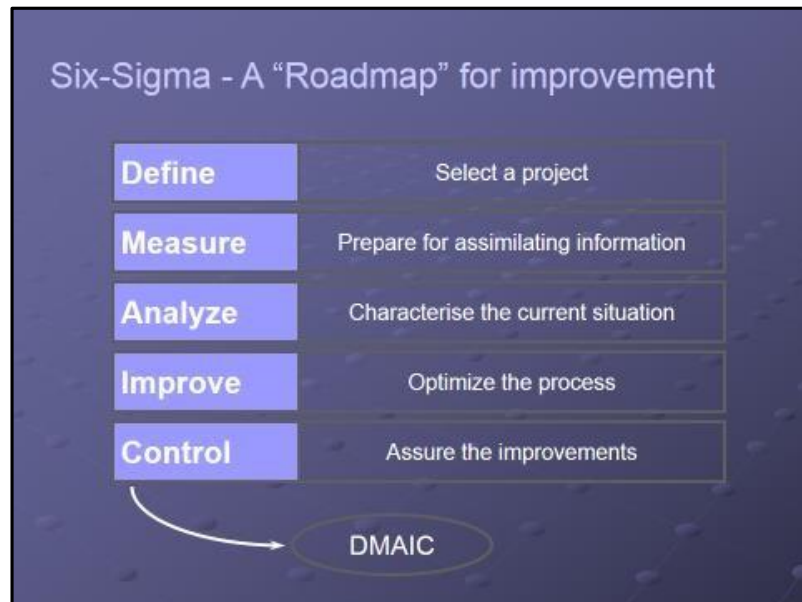 Six-Sigma - A “Roadmap” for improvement
Define Select a project
Measure Prepare for assimilating information
Analyze Characterise the current situation
Improve Optimize the process
Control Assure the improvements
DMAIC